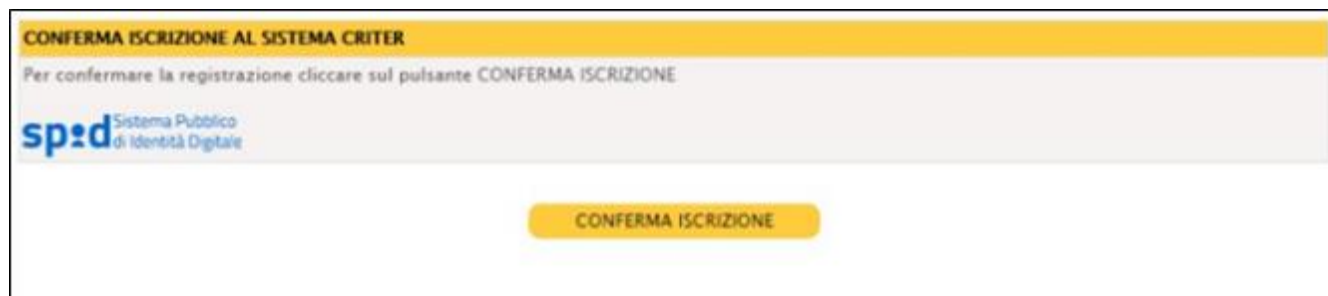 CONFERMA ISCRIZIONE AL SISTEMA CRITER
Per confermare la registrazione cliccare sul pulsante CONFERMA ISCRIZIONE
spid
Sistema Pubblico
di Identità Digitale
CONFERMA ISCRIZIONE